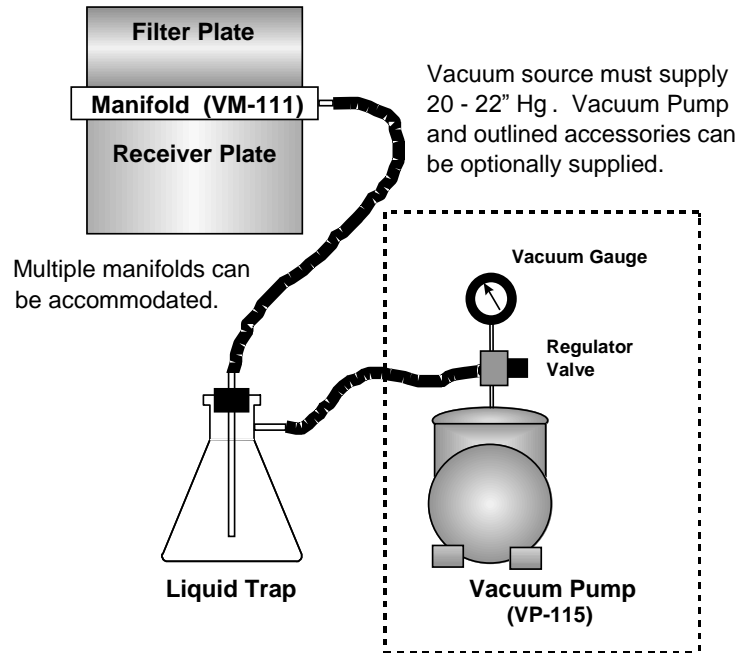 Filter Plate
Manifold (VM-111)
Receiver Plate
Vacuum source must supply
20 - 22” Hg . Vacuum Pump
and outlined accessories can
be optionally supplied.
Multiple manifolds can
be accommodated.
Vacuum Gauge
Regulator
Valve
Liquid Trap
Vacuum Pump
(VP-115)